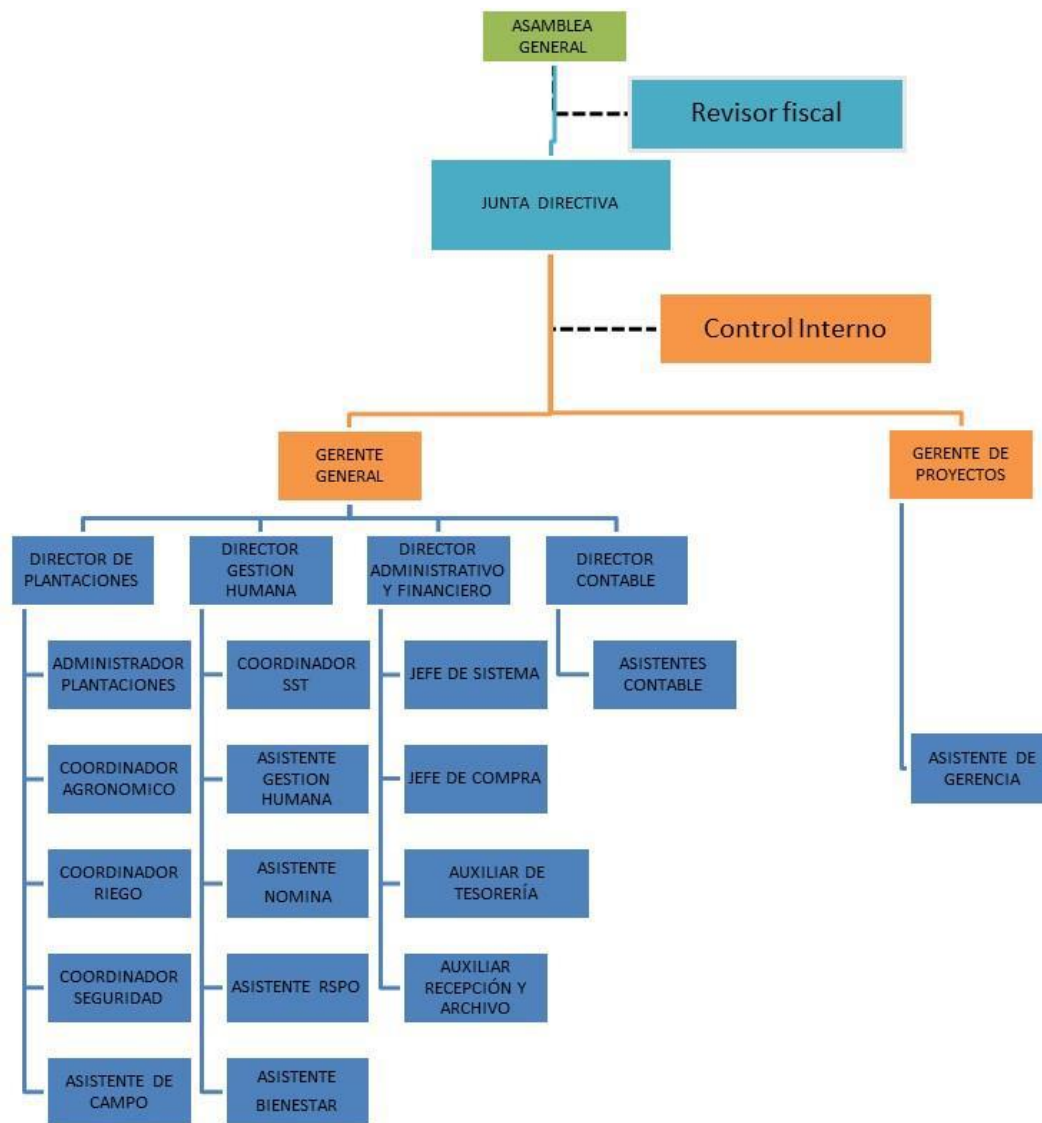 ASAMBLEA
GENERAL
Revisor fiscal
JUNTA DIRECTIVA
Control Interno
GERENTE
GENERAL
GERENTE DE
PROYECTOS
DIRECTOR DE
PLANTACIONES
DIRECTOR
GESTION
HUMANA
DIRECTOR
ADMINISTRATIVO
Y FINANCIERO
DIRECTOR
CONTABLE
ADMINISTRADOR
PLANTACIONES
COORDINADOR
SST
JEFE DE SISTEMA
ASISTENTES
CONTABLE
COORDINADOR
AGRONOMICO
ASISTENTE
GESTION
HUMANA
JEFE DE COMPRA
ASISTENTE DE
GERENCIA
COORDINADOR
RIEGO
ASISTENTE
NOMINA
AUXILIAR DE
TESORERÍA
COORDINADOR
SEGURIDAD
ASISTENTE RSPO
AUXILIAR
RECEPCIÓN Y
ARCHIVO
ASISTENTE DE
CAMPO
ASISTENTE
BIENESTAR